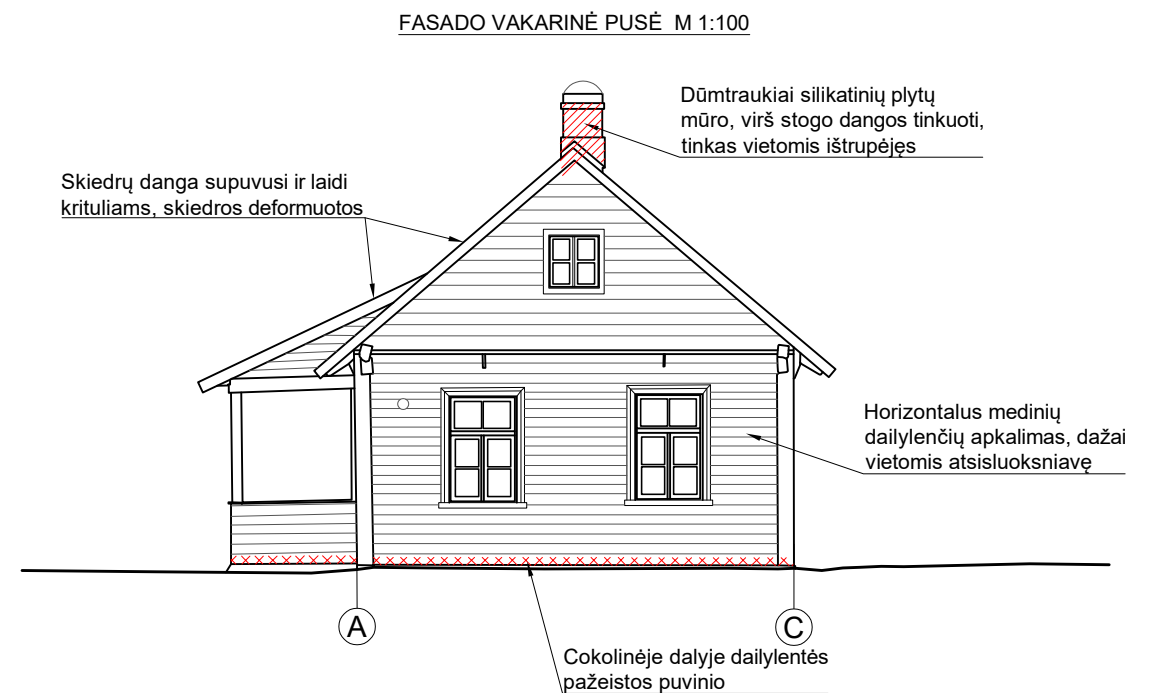 FASADO VAKARINĖ PUSĖ M 1:100
Dūmtraukiai silikatinių plytų
mūro, virš stogo dangos tinkuoti,
tinkas vietomis ištrupėjęs
Skiedrų danga supuvusi ir laidi
krituliams, skiedros deformuotos
Horizontalus medinių
dailylenčių apkalimas, dažai
vietomis atsisluoksniavę
A
C
Cokolinėje dalyje dailylentės
pažeistos puvinio